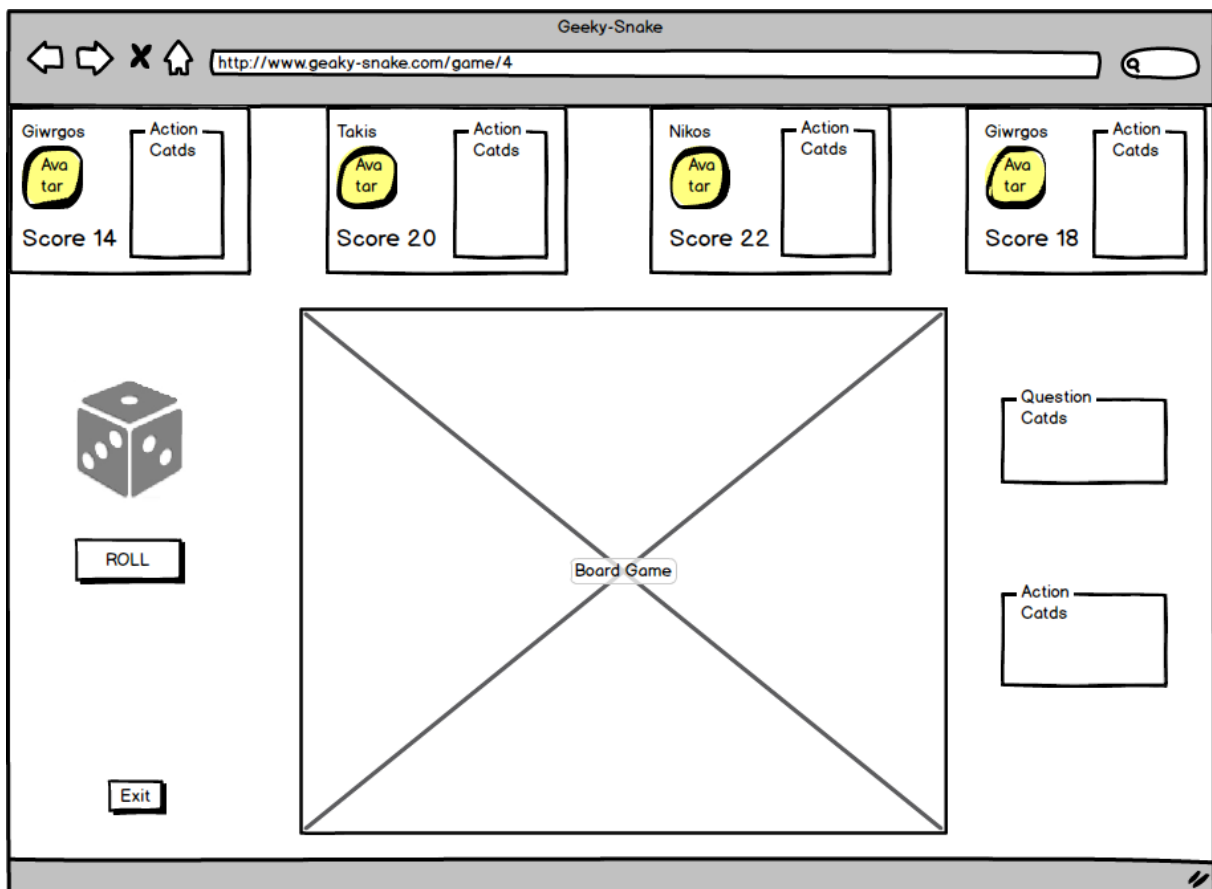 Geeky-Snake
http://www.geaky-snake.com/game/4
Giwrgos
Ava
tar
Score 14
Action
Catds
Takis
Ava
tar
Score 20
Action
Catds
Nikos
Ava
tar
Score 22
Action
Catds
Giwrgos
Ava
tar
Score 18
Action
Catds
ROLL
Exit
Board Game
Question
Catds
Action
Catds